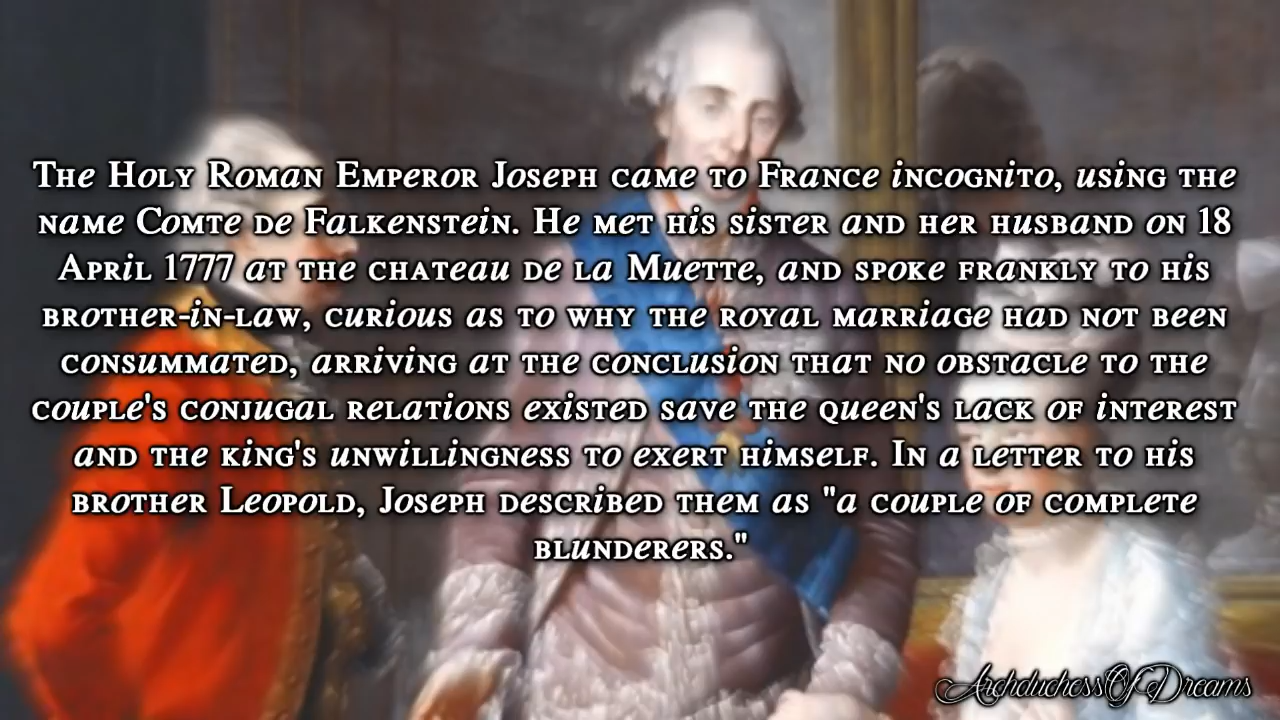 The Holy Roman Emperor Joseph came to France incognito, using the
name Comte de Falkenstein. He met his sister and her husband on 18
April 1777 at the chateau de la Muette, and spoke frankly to his
brother-in-law, curious as to why the royal marriage had not been
consummated, arriving at the conclusion that no obstacle to the
couple's conjugal relations existed save the queen's lack of interest
and the king's unwillingness to exert himself. In a letter to his
brother Leopold, Joseph described them as "a couple of complete
blunderers."
ArchduchessOfDreams